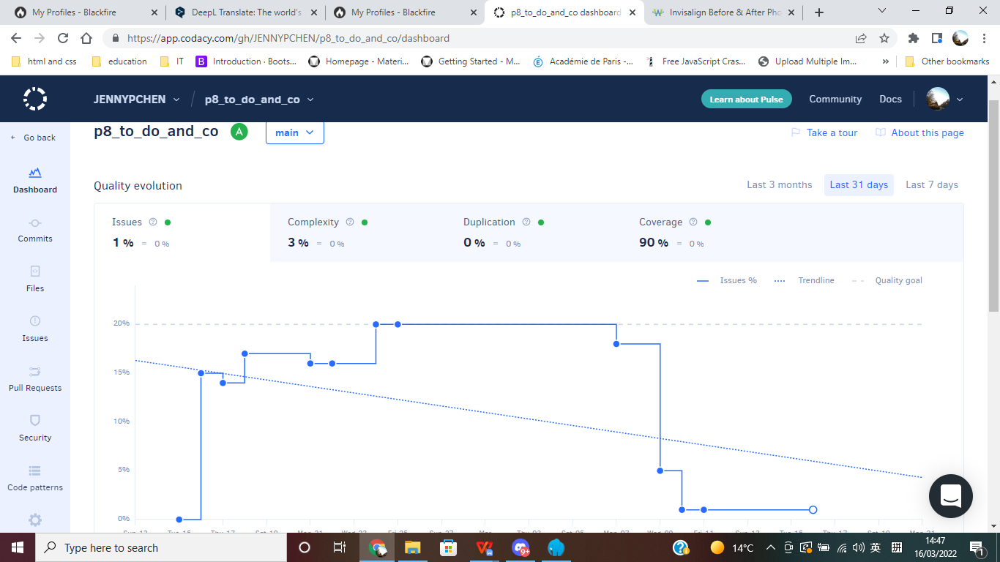 My Profiles - Blackfire
DeepL Translate: The world's
My Profiles - Blackfire
p8_to_do_and_co dashboard
Invisalign Before & After Pho
https://app.codacy.com/gh/JENNYPCHEN/p8_to_do_and_co/dashboard
html and css
education
IT
B Introduction · Boots...
Homepage - Materi...
Getting Started - M...
Académie de Paris -...
Free JavaScript Cras...
Upload Multiple Im...
»
Other bookmarks
JENNYPCHEN / p8_to_do_and_co
Learn about Pulse
Community
Docs
Go back
p8_to_do_and_co A main
Take a tour
About this page
Dashboard
Commits
Files
Issues
Pull Requests
Security
Code patterns
Quality evolution
Last 3 months
Last 31 days
Last 7 days
Issues
1 % = 0 %
Complexity
3 % = 0 %
Duplication
0 % = 0 %
Coverage
90 % = 0 %
Issues %
Trendline
Quality goal
20%
15%
10%
5%
0%
Type here to search
9+
14°C
英
拼
14:47
16/03/2022
1